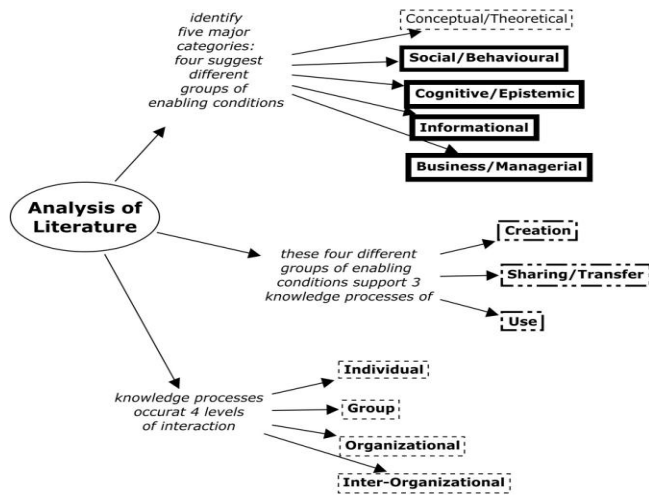 identify
five major
categories:
four suggest
different
groups of
enabling conditions
Conceptual/Theoretical
Social/Behavioural
Cognitive/Epistemic
Informational
Business/Managerial
Analysis of
Literature
these four different
groups of enabling
conditions support 3
knowledge processes of
Creation
Sharing/Transfer
Use
knowledge processes
occurat 4 levels
of interaction
Individual
Group
Organizational
Inter-Organizational